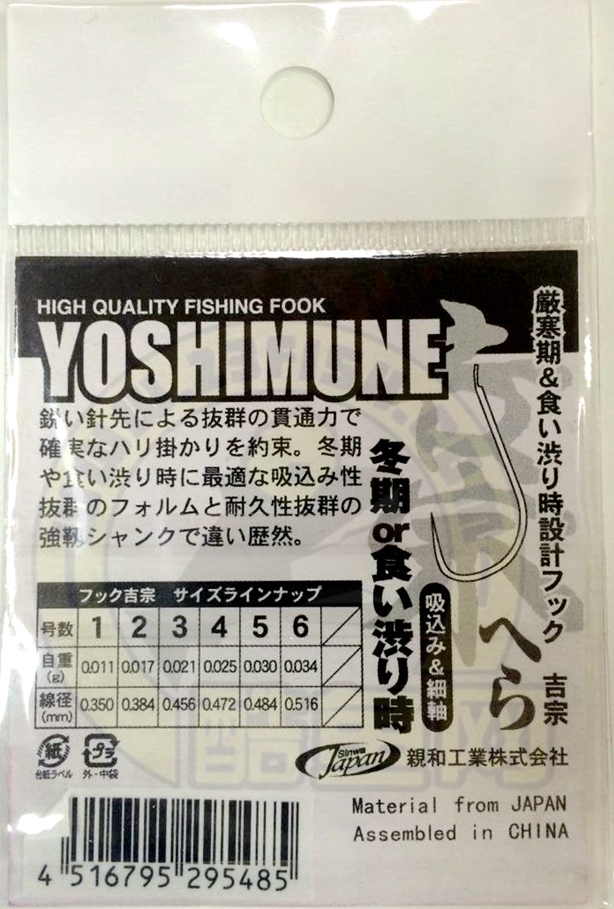 HIGH QUALITY FISHING FOOK
YOSHIMUNE
鋭い針先による抜群の貫通力で
確実なハリ掛かりを約束。冬期
や食い渋り時に最適な吸込み性
抜群のフォルムと耐久性抜群の
強靱シャンクで違い歴然。
冬期or食い渋り時
吸込み&細軸
厳寒期&食い渋り時設計フック 吉宗
へら
フック吉宗 サイズラインナップ
号数 1 2 3 4 5 6
自重(g) 0.011 0.017 0.021 0.025 0.030 0.034
線径(mm) 0.350 0.384 0.456 0.472 0.484 0.516
紙
台紙ラベル
プラ
外・中袋
Sinwa
Japan
親和工業株式会社
Material from JAPAN
Assembled in CHINA
4 516795 295485